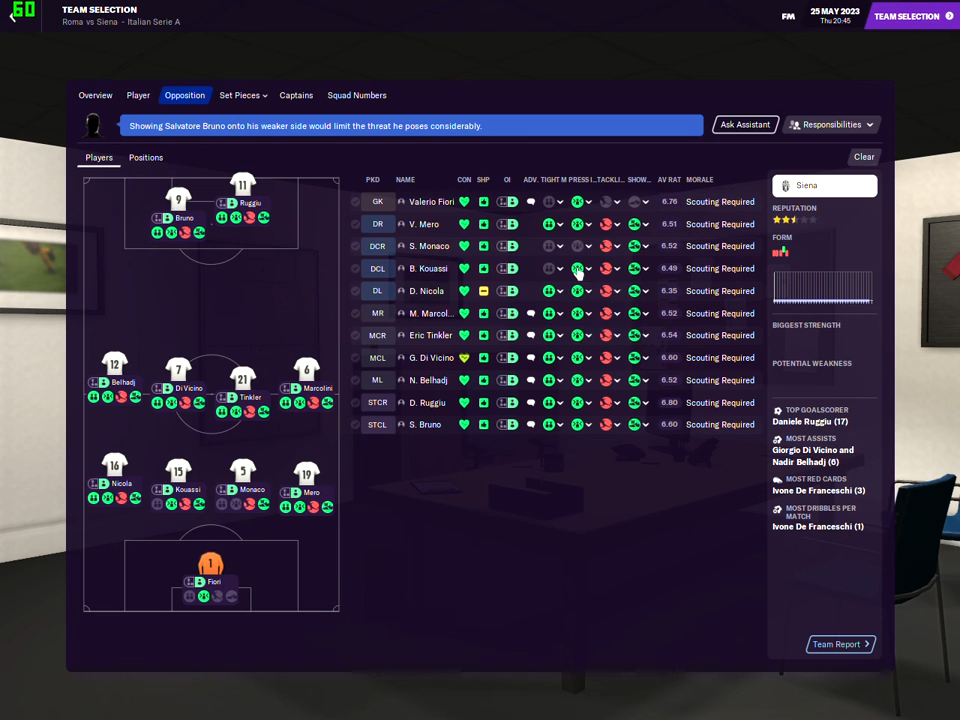 60
TEAM SELECTION
Roma vs Siena - Italian Serie A
FM
25 MAY 2023
Thu 20:45
TEAM SELECTION
Overview
Player
Opposition
Set Pieces
Captains
Squad Numbers
Showing Salvatore Bruno onto his weaker side would limit the threat he poses considerably.
Ask Assistant
Responsibilities
Players
Positions
Clear
PKD NAME CON SHP OI ADV. TIGHT M PRESS I... TACKLI... SHOW... AV RAT MORALE
GK Valerio Fiori 6.76 Scouting Required
DR V. Mero 6.51 Scouting Required
DCR S. Monaco 6.52 Scouting Required
DCL B. Kouassi 6.49 Scouting Required
DL D. Nicola 6.35 Scouting Required
MR M. Marcol... 6.52 Scouting Required
MCR Eric Tinkler 6.54 Scouting Required
MCL G. Di Vicino 6.60 Scouting Required
ML N. Belhadj 6.52 Scouting Required
STCR D. Ruggiu 6.80 Scouting Required
STCL S. Bruno 6.60 Scouting Required
11
Ruggiu
9
Bruno
12
Belhadj
7
Di Vicino
21
Tinkler
6
Marcolini
16
Nicola
15
Kouassi
5
Monaco
19
Mero
1
Fiori
Siena
REPUTATION
FORM
BIGGEST STRENGTH
POTENTIAL WEAKNESS
TOP GOALSCORER
Daniele Ruggiu (17)
MOST ASSISTS
Giorgio Di Vicino and
Nadir Belhadj (6)
MOST RED CARDS
Ivone De Franceschi (3)
MOST DRIBBLES PER
MATCH
Ivone De Franceschi (1)
Team Report